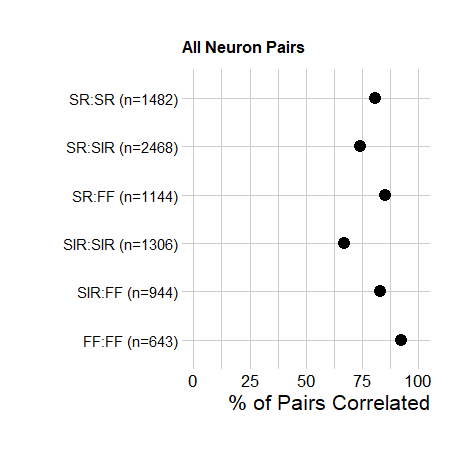 All Neuron Pairs
SR:SR (n=1482)
SR:SIR (n=2468)
SR:FF (n=1144)
SIR:SIR (n=1306)
SIR:FF (n=944)
FF:FF (n=643)
0 25 50 75 100
% of Pairs Correlated